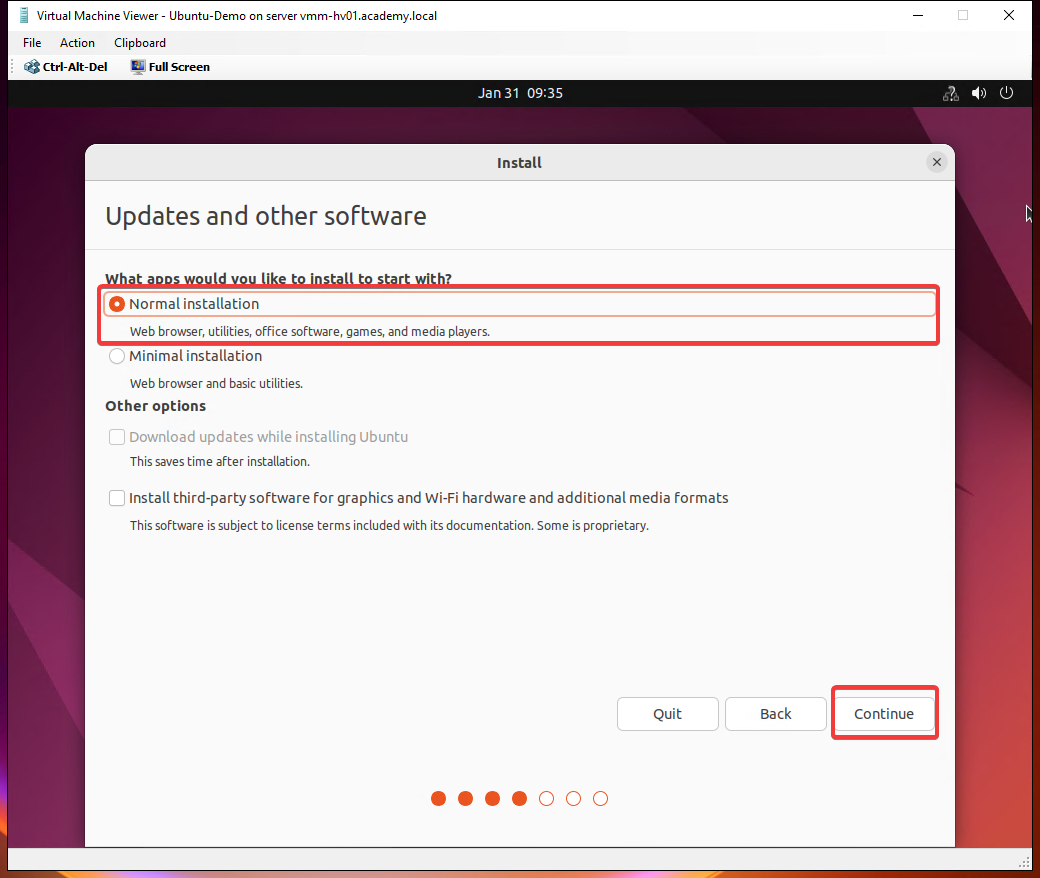 Virtual Machine Viewer - Ubuntu-Demo on server vmm-hv01.academy.local
File Action Clipboard
Ctrl-Alt-Del Full Screen
Jan 31 09:35
Install
Updates and other software
What apps would you like to install to start with?
Normal installation
Web browser, utilities, office software, games, and media players.
Minimal installation
Web browser and basic utilities.
Other options
Download updates while installing Ubuntu
This saves time after installation.
Install third-party software for graphics and Wi-Fi hardware and additional media formats
This software is subject to license terms included with its documentation. Some is proprietary.
Quit Back Continue